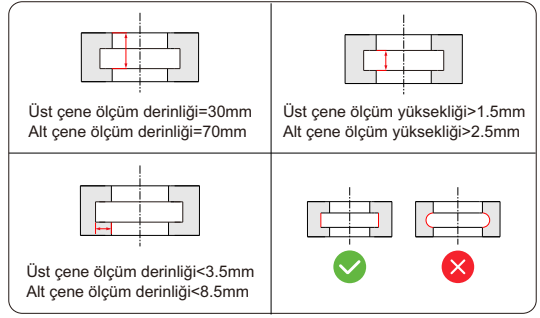 Üst çene ölçüm derinliği=30mm
Alt çene ölçüm derinliği=70mm
Üst çene ölçüm yüksekliği>1.5mm
Alt çene ölçüm yüksekliği>2.5mm
Üst çene ölçüm derinliği<3.5mm
Alt çene ölçüm derinliği<8.5mm